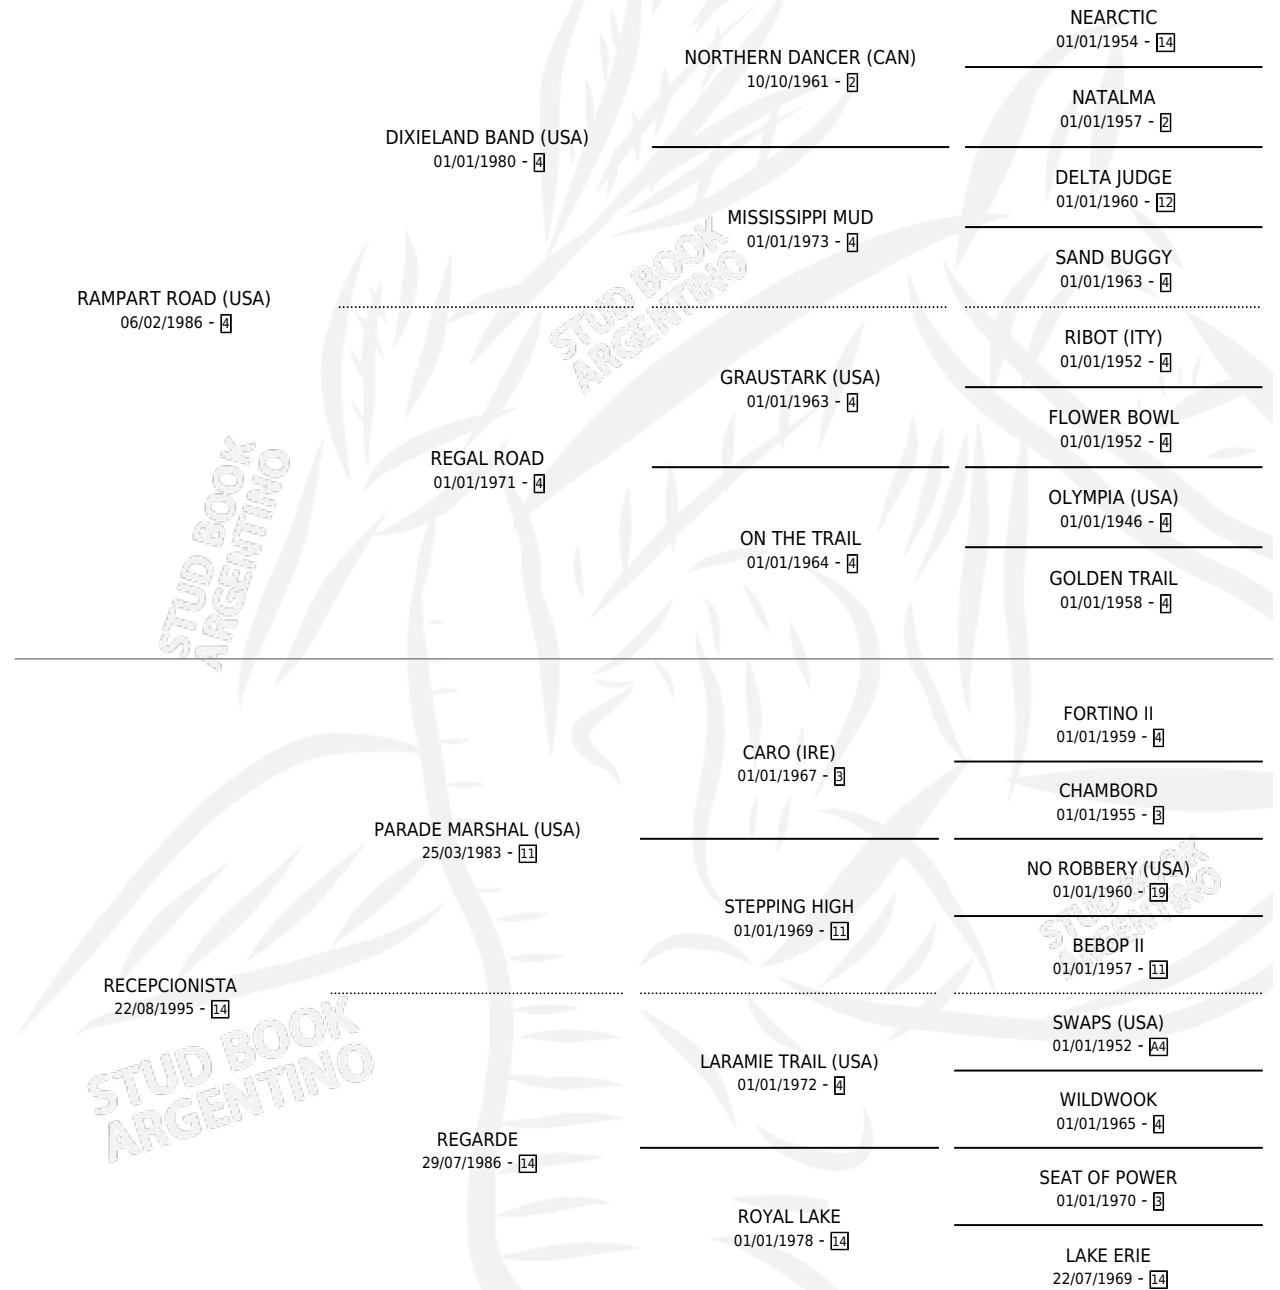 NEARCTIC
01/01/1954 - 14
NORTHERN DANCER (CAN)
10/10/1961 - 2
NATALMA
01/01/1957 - 2
DIXIELAND BAND (USA)
01/01/1980 - 4
DELTA JUDGE
01/01/1960 - 12
MISSISSIPPI MUD
01/01/1973 - 4
SAND BUGGY
01/01/1963 - 4
RAMPART ROAD (USA)
06/02/1986 - 4
STUD BOOK
ARGENTINO
RIBOT (ITY)
01/01/1952 - 4
GRAUSTARK (USA)
01/01/1963 - 4
FLOWER BOWL
01/01/1952 - 4
REGAL ROAD
01/01/1971 - 4
OLYMPIA (USA)
01/01/1946 - 4
ON THE TRAIL
01/01/1964 - 4
GOLDEN TRAIL
01/01/1958 - 4
STUD BOOK
ARGENTINO
FORTINO II
01/01/1959 - 4
CARO (IRE)
01/01/1967 - 3
CHAMBORD
01/01/1955 - 3
PARADE MARSHAL (USA)
25/03/1983 - 11
NO ROBBERY (USA)
01/01/1960 - 19
STEPPING HIGH
01/01/1969 - 11
STUD BOOK
ARGENTINO
BEBOP II
01/01/1957 - 11
RECEPCIONISTA
22/08/1995 - 14
SWAPS (USA)
01/01/1952 - A4
LARAMIE TRAIL (USA)
01/01/1972 - 4
WILDWOOK
01/01/1965 - 4
STUD BOOK
ARGENTINO
REGARDE
29/07/1986 - 14
SEAT OF POWER
01/01/1970 - 3
ROYAL LAKE
01/01/1978 - 14
LAKE ERIE
22/07/1969 - 14